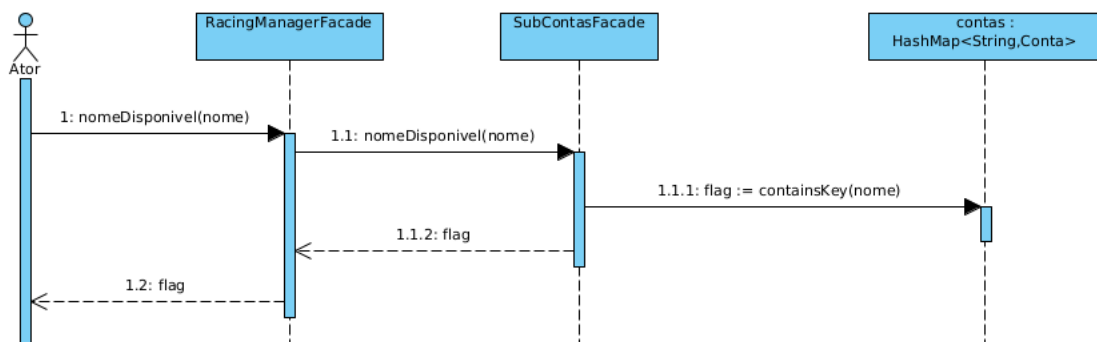 RacingManagerFacade
SubContasFacade
contas :
HashMap<String,Conta>
Ator
1: nomeDisponivel(nome)
1.1: nomeDisponivel(nome)
1.1.1: flag := containsKey(nome)
1.1.2: flag
1.2: flag